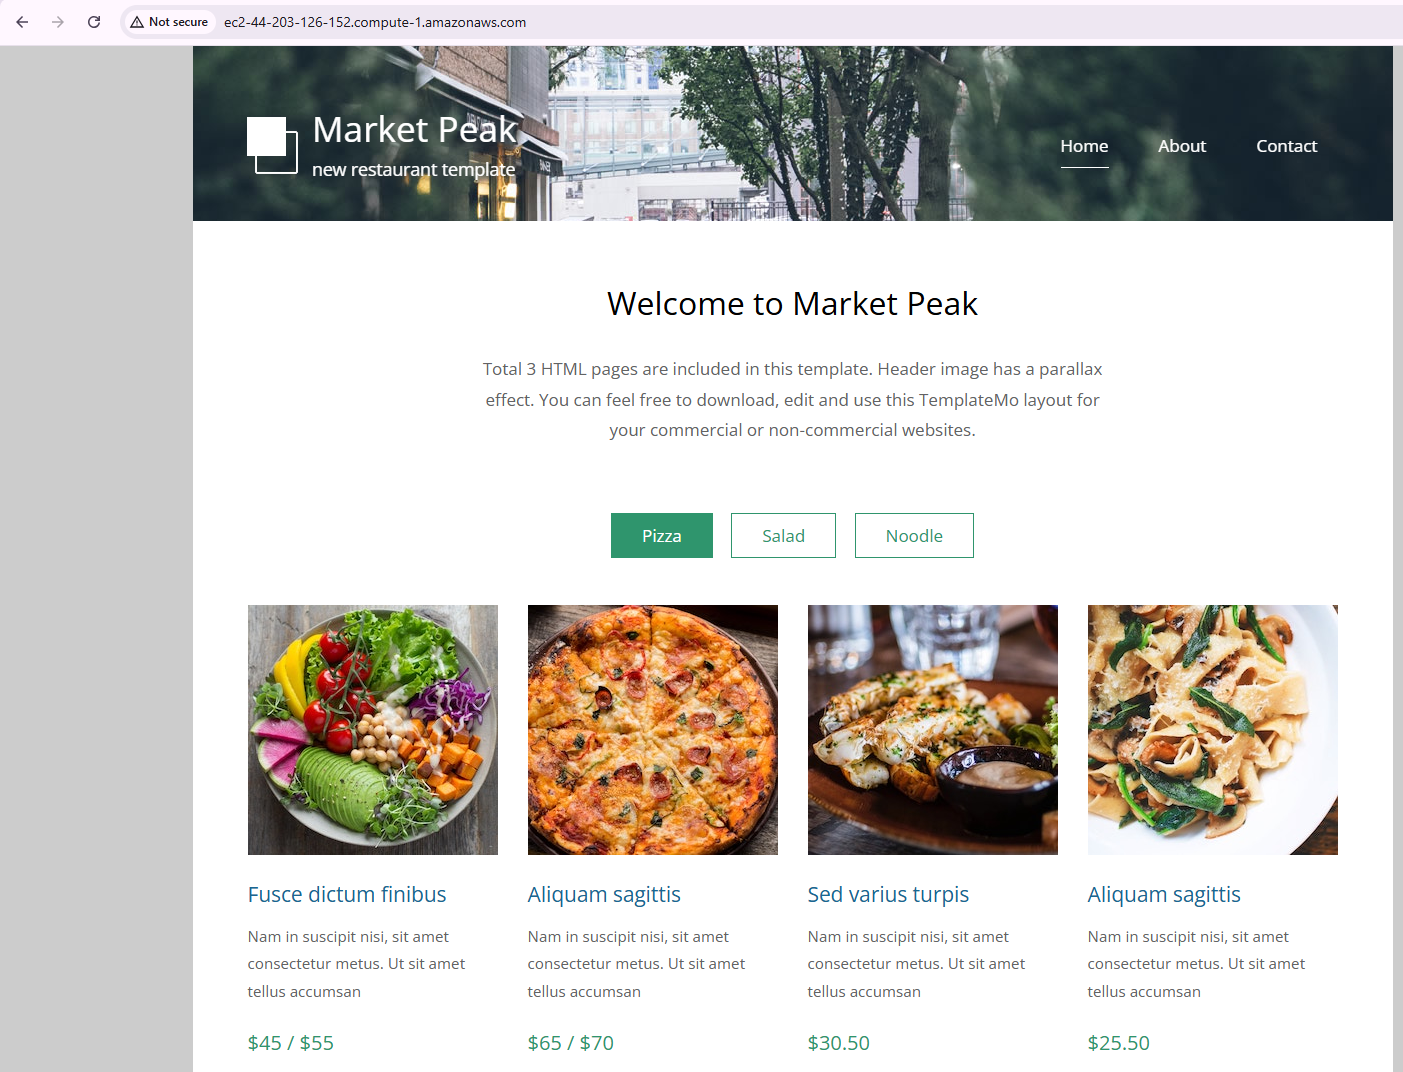 Not secure ec2-44-203-126-152.compute-1.amazonaws.com
Market Peak
new restaurant template
Home About Contact
Welcome to Market Peak
Total 3 HTML pages are included in this template. Header image has a parallax
effect. You can feel free to download, edit and use this TemplateMo layout for
your commercial or non-commercial websites.
Pizza Salad Noodle
Fusce dictum finibus
Nam in suscipit nisi, sit amet
consectetur metus. Ut sit amet
tellus accumsan
$45 / $55
Aliquam sagittis
Nam in suscipit nisi, sit amet
consectetur metus. Ut sit amet
tellus accumsan
$65 / $70
Sed varius turpis
Nam in suscipit nisi, sit amet
consectetur metus. Ut sit amet
tellus accumsan
$30.50
Aliquam sagittis
Nam in suscipit nisi, sit amet
consectetur metus. Ut sit amet
tellus accumsan
$25.50